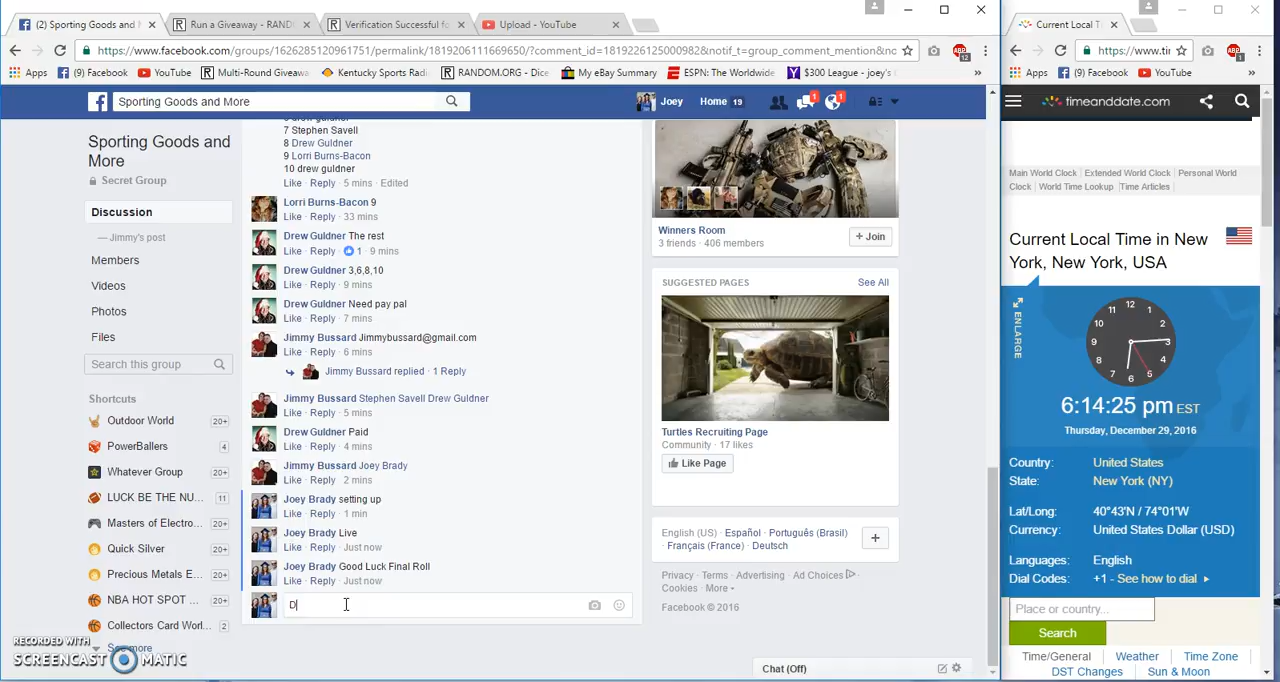 (2) Sporting Goods and M
Run a Giveaway - RAND
Verification Successful fo
Upload - YouTube
Current Local T
https://www.facebook.com/groups/1626285120961751/permalink/1819206111669650/?comment_id=1819226125000982&notif_t=group_comment_mention&no
https://www.tir
Apps
(9) Facebook
YouTube
Multi-Round Giveawa
Kentucky Sports Radi
RANDOM.ORG - Dice
My eBay Summary
ESPN: The Worldwide
$300 League - joey's
»
Apps
(9) Facebook
YouTube
»
Sporting Goods and More
Joey
Home 19
1
1
timeanddate.com
Sporting Goods and
More
Secret Group
Discussion
— Jimmy's post
Members
Videos
Photos
Files
Search this group
Shortcuts
Outdoor World 20+
PowerBallers 4
Whatever Group 20+
LUCK BE THE NU... 11
Masters of Electro... 20+
Quick Silver 20+
Precious Metals E... 20+
NBA HOT SPOT ... 20+
Collectors Card Worl... 2
See more
RECORDED WITH
SCREENCAST MATIC
7 Stephen Savell
8 Drew Guldner
9 Lorri Burns-Bacon
10 drew guldner
Like · Reply · 5 mins · Edited
Lorri Burns-Bacon 9
Like · Reply · 33 mins
Drew Guldner The rest
Like · Reply · 1 · 9 mins
Drew Guldner 3,6,8,10
Like · Reply · 9 mins
Drew Guldner Need pay pal
Like · Reply · 7 mins
Jimmy Bussard Jimmybussard@gmail.com
Like · Reply · 6 mins
Jimmy Bussard replied · 1 Reply
Jimmy Bussard Stephen Savell Drew Guldner
Like · Reply · 5 mins
Drew Guldner Paid
Like · Reply · 4 mins
Jimmy Bussard Joey Brady
Like · Reply · 2 mins
Joey Brady setting up
Like · Reply · 1 min
Joey Brady Live
Like · Reply · Just now
Joey Brady Good Luck Final Roll
Like · Reply · Just now
D
Winners Room
3 friends · 406 members
+ Join
SUGGESTED PAGES
See All
Turtles Recruiting Page
Community · 17 likes
Like Page
English (US) · Español · Português (Brasil) ·
Français (France) · Deutsch
+
Privacy · Terms · Advertising · Ad Choices ·
Cookies · More
Facebook © 2016
Chat (Off)
Main World Clock | Extended World Clock | Personal World
Clock | World Time Lookup | Time Articles
Current Local Time in New
York, New York, USA
ENLARGE
12
1
2
3
4
5
6
7
8
9
10
11
6:14:25 pm EST
Thursday, December 29, 2016
Country: United States
State: New York (NY)
Lat/Long: 40°43'N / 74°01'W
Currency: United States Dollar (USD)
Languages: English
Dial Codes: +1 - See how to dial
Place or country...
Search
Time/General
Weather
Time Zone
DST Changes
Sun & Moon